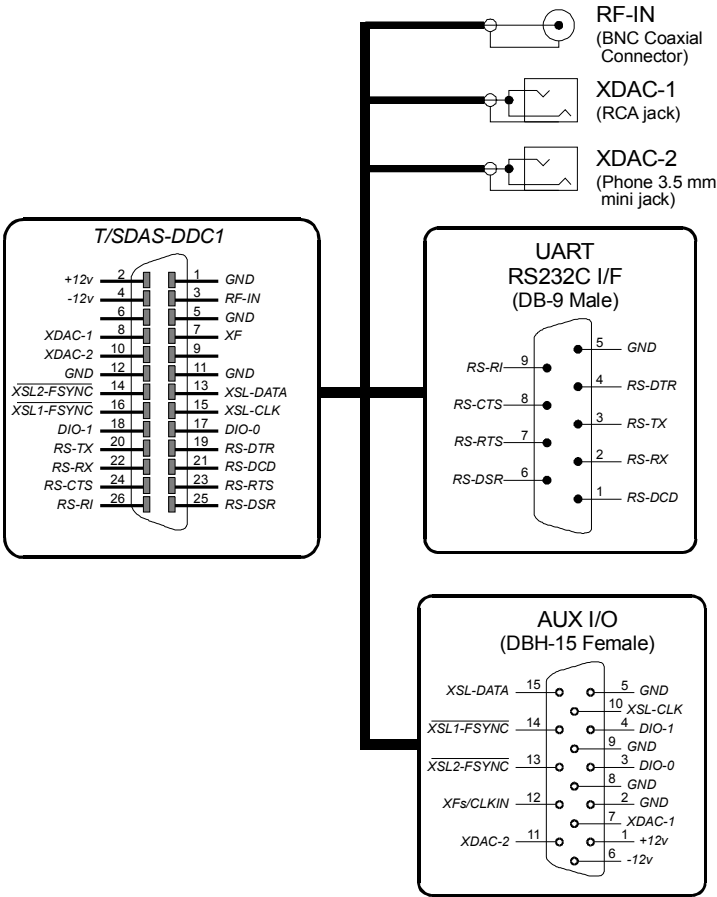 RF-IN
(BNC Coaxial
Connector)
XDAC-1
(RCA jack)
XDAC-2
(Phone 3.5 mm
mini jack)
T/SDAS-DDC1
+12v 2 1 GND
-12v 4 3 RF-IN
6 5 GND
XDAC-1 8 7 XF
XDAC-2 10 9
GND 12 11 GND
XSL2-FSYNC 14 13 XSL-DATA
XSL1-FSYNC 16 15 XSL-CLK
DIO-1 18 17 DIO-0
RS-TX 20 19 RS-DTR
RS-RX 22 21 RS-DCD
RS-CTS 24 23 RS-RTS
RS-RI 26 25 RS-DSR
UART
RS232C I/F
(DB-9 Male)
5 GND
RS-RI 9
4 RS-DTR
RS-CTS 8
3 RS-TX
RS-RTS 7
2 RS-RX
RS-DSR 6
1 RS-DCD
AUX I/O
(DBH-15 Female)
XSL-DATA 15 5 GND
10 XSL-CLK
XSL1-FSYNC 14 4 DIO-1
9 GND
XSL2-FSYNC 13 3 DIO-0
8 GND
XFs/CLKIN 12 2 GND
7 XDAC-1
XDAC-2 11 1 +12v
6 -12v